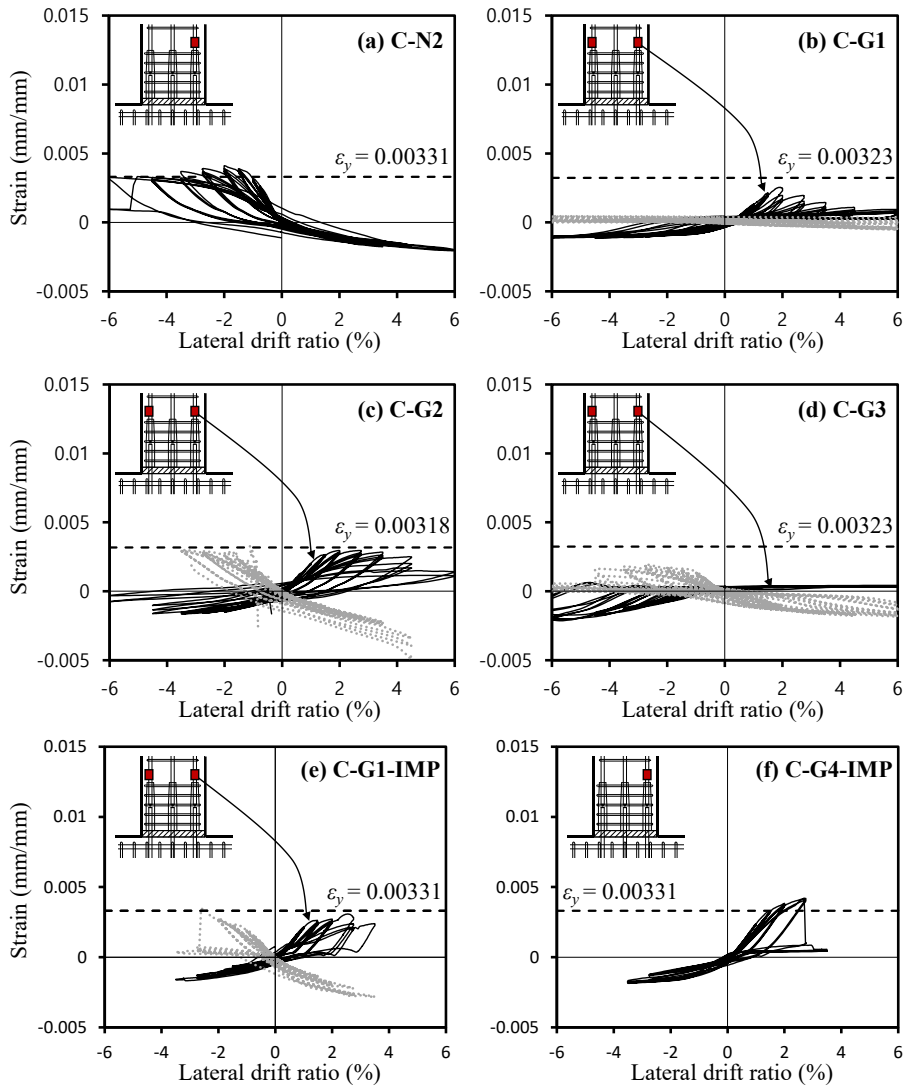 0.015
0.01
0.005
0
-0.005
Strain (mm/mm)
(a) C-N2
εy = 0.00331
-6 -4 -2 0 2 4 6
Lateral drift ratio (%)
0.015
0.01
0.005
0
-0.005
(b) C-G1
εy = 0.00323
-6 -4 -2 0 2 4 6
Lateral drift ratio (%)
0.015
0.01
0.005
0
-0.005
Strain (mm/mm)
(c) C-G2
εy = 0.00318
-6 -4 -2 0 2 4 6
Lateral drift ratio (%)
0.015
0.01
0.005
0
-0.005
(d) C-G3
εy = 0.00323
-6 -4 -2 0 2 4 6
Lateral drift ratio (%)
0.015
0.01
0.005
0
-0.005
Strain (mm/mm)
(e) C-G1-IMP
εy = 0.00331
-6 -4 -2 0 2 4 6
Lateral drift ratio (%)
0.015
0.01
0.005
0
-0.005
(f) C-G4-IMP
εy = 0.00331
-6 -4 -2 0 2 4 6
Lateral drift ratio (%)